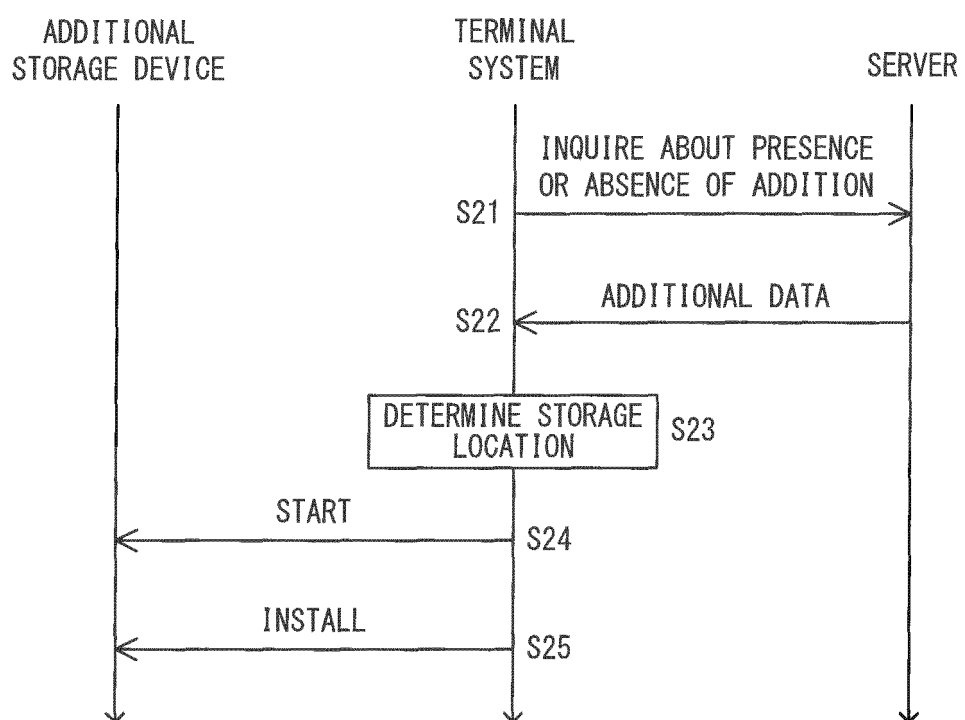 ADDITIONAL
STORAGE DEVICE
TERMINAL
SYSTEM
SERVER
INQUIRE ABOUT PRESENCE
OR ABSENCE OF ADDITION
S21
ADDITIONAL DATA
S22
DETERMINE STORAGE
LOCATION
S23
START
S24
INSTALL
S25